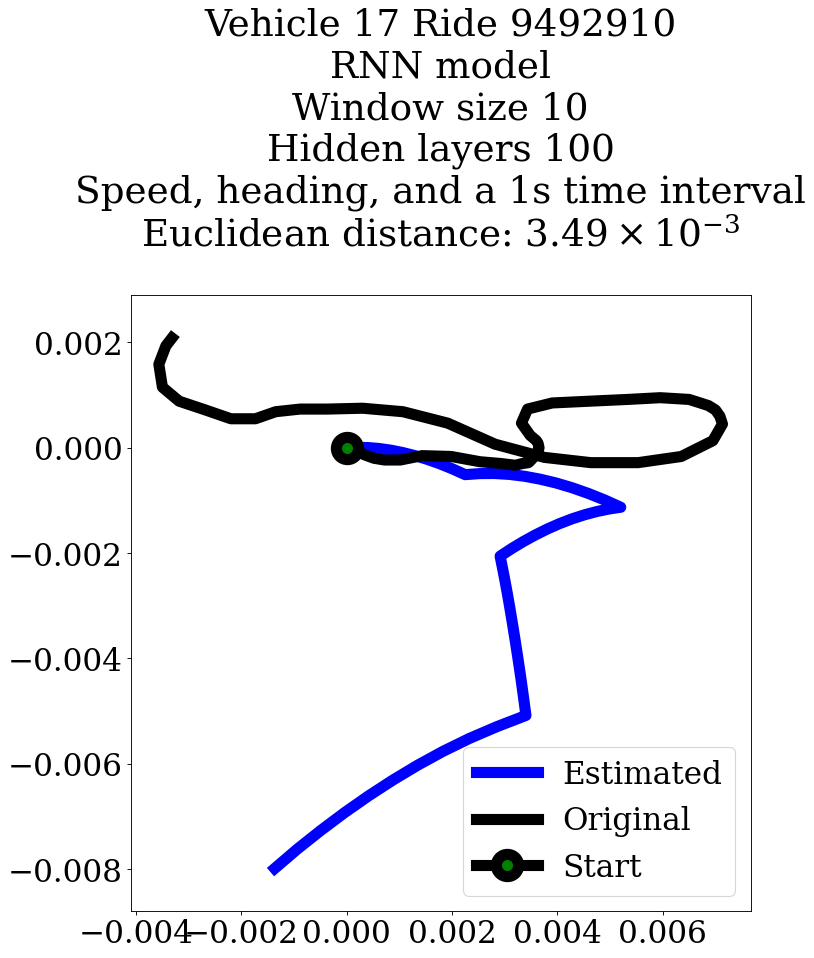 Vehicle 17 Ride 9492910
RNN model
Window size 10
Hidden layers 100
Speed, heading, and a 1s time interval
Euclidean distance: 3.49 × 10⁻³
0.002
0.000
−0.002
−0.004
−0.006
−0.008
Estimated
Original
Start
−0.004 −0.002 0.000 0.002 0.004 0.006